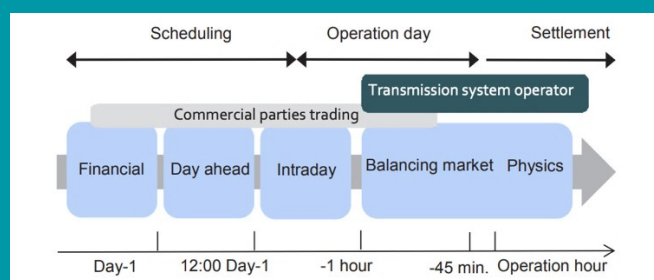 Scheduling Operation day Settlement
Transmission system operator
Commercial parties trading
Financial Day ahead Intraday Balancing market Physics
Day-1 12:00 Day-1 -1 hour -45 min. Operation hour